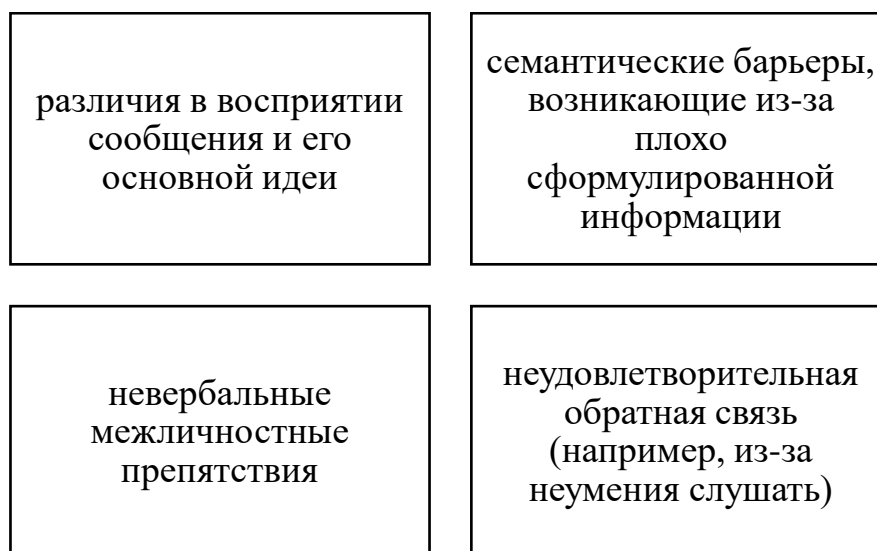 различия в восприятии
сообщения и его
основной идеи
семантические барьеры,
возникающие из-за
плохо
сформулированной
информации
невербальные
межличностные
препятствия
неудовлетворительная
обратная связь
(например, из-за
неумения слушать)